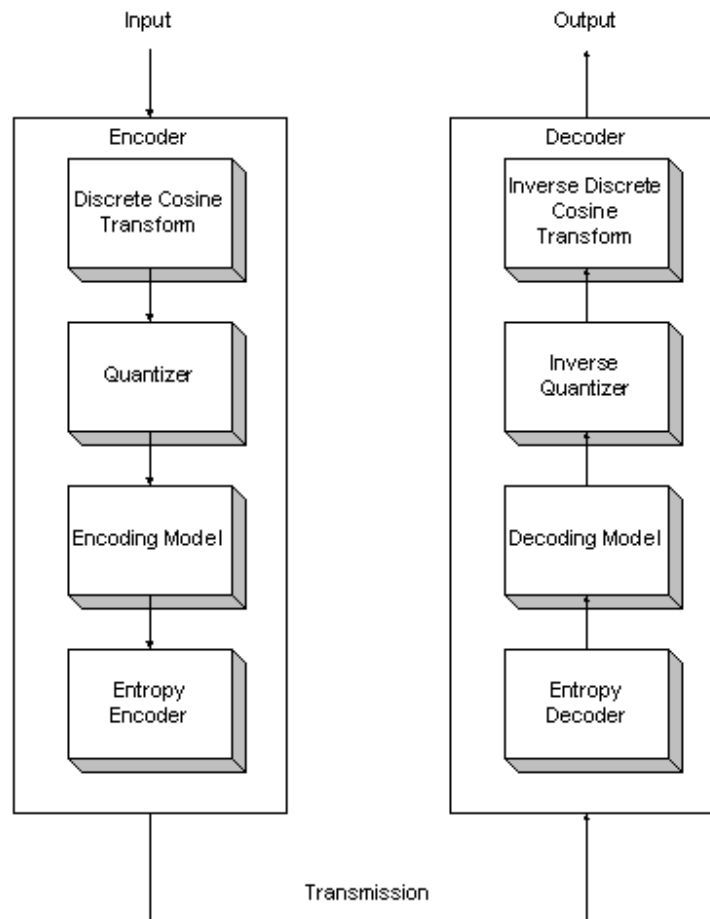 Input
Output
Encoder
Discrete Cosine
Transform
Quantizer
Encoding Model
Entropy
Encoder
Decoder
Inverse Discrete
Cosine
Transform
Inverse
Quantizer
Decoding Model
Entropy
Decoder
Transmission